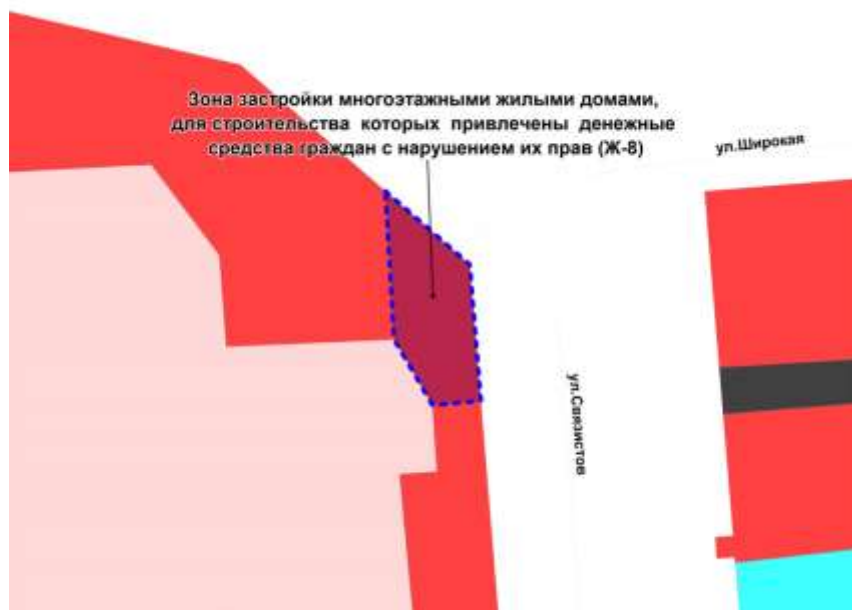 Зона застройки многоэтажными жилыми домами,
для строительства которых привлечены денежные
средства граждан с нарушением их прав (Ж-8)
ул.Широкая
ул.Связистов